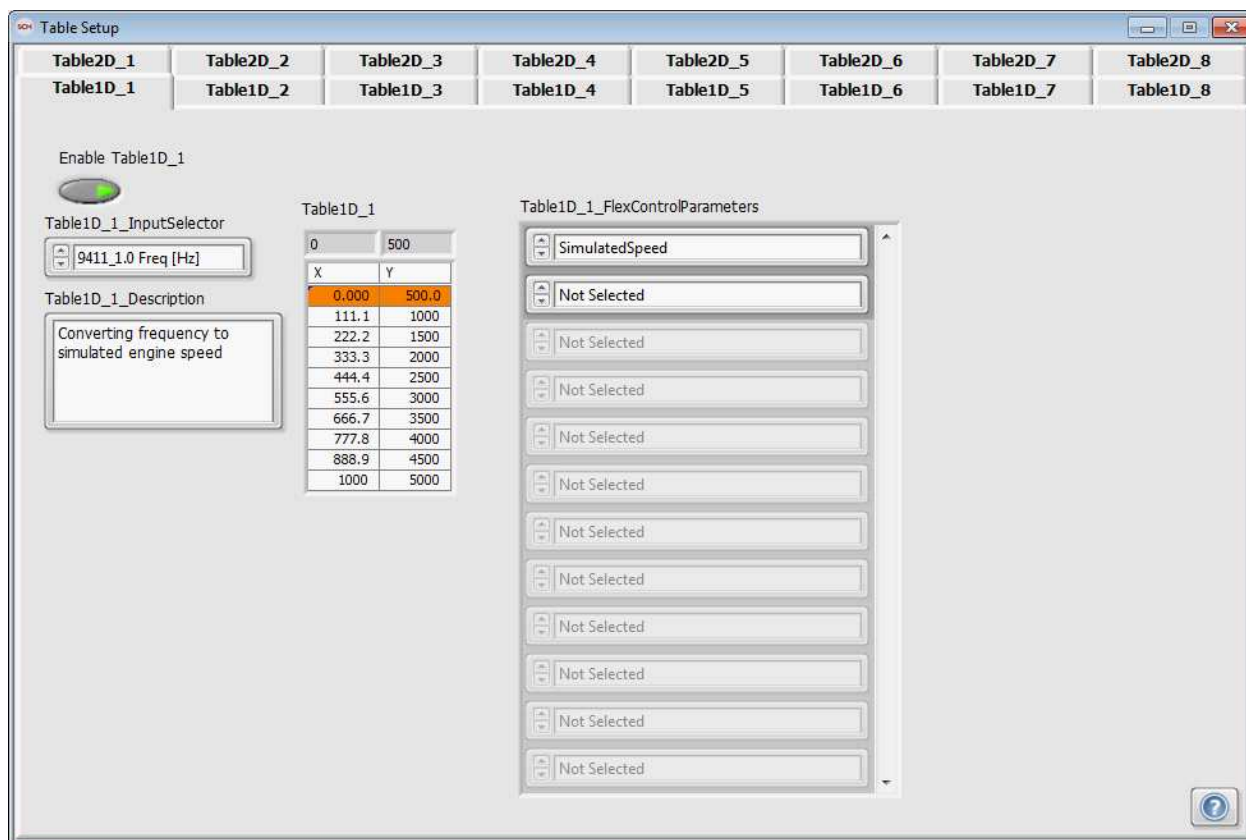 SCM Table Setup
Table2D_1 Table2D_2 Table2D_3 Table2D_4 Table2D_5 Table2D_6 Table2D_7 Table2D_8
Table1D_1 Table1D_2 Table1D_3 Table1D_4 Table1D_5 Table1D_6 Table1D_7 Table1D_8
Enable Table1D_1
Table1D_1_InputSelector
9411_1.0 Freq [Hz]
Table1D_1_Description
Converting frequency to
simulated engine speed
Table1D_1
0 500
X Y
0.000 500.0
111.1 1000
222.2 1500
333.3 2000
444.4 2500
555.6 3000
666.7 3500
777.8 4000
888.9 4500
1000 5000
Table1D_1_FlexControlParameters
SimulatedSpeed
Not Selected
Not Selected
Not Selected
Not Selected
Not Selected
Not Selected
Not Selected
Not Selected
Not Selected
Not Selected
Not Selected
?